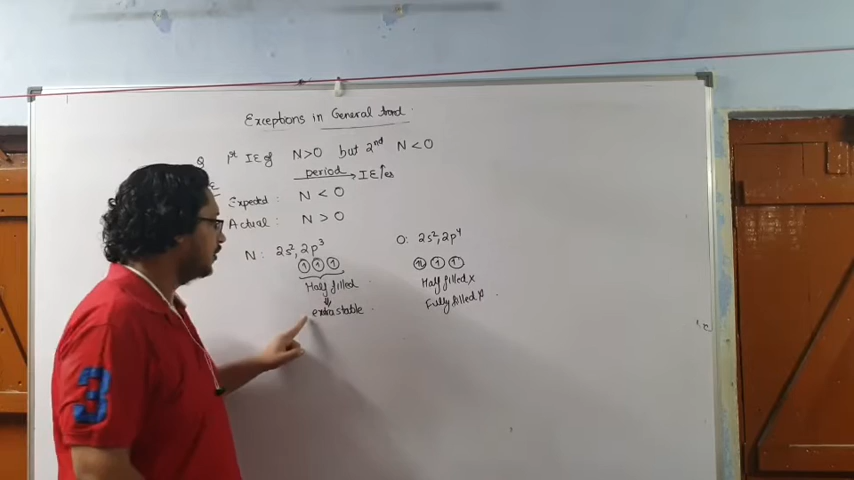 Exceptions in General trend
Q 1st IE of N>O but 2nd N<O
period → IE↑es
Expected: N < O
Actual: N > O
N: 2s², 2p³
O: 2s², 2p⁴
Half filled
Half filled X
extra stable
Fully filled X
3